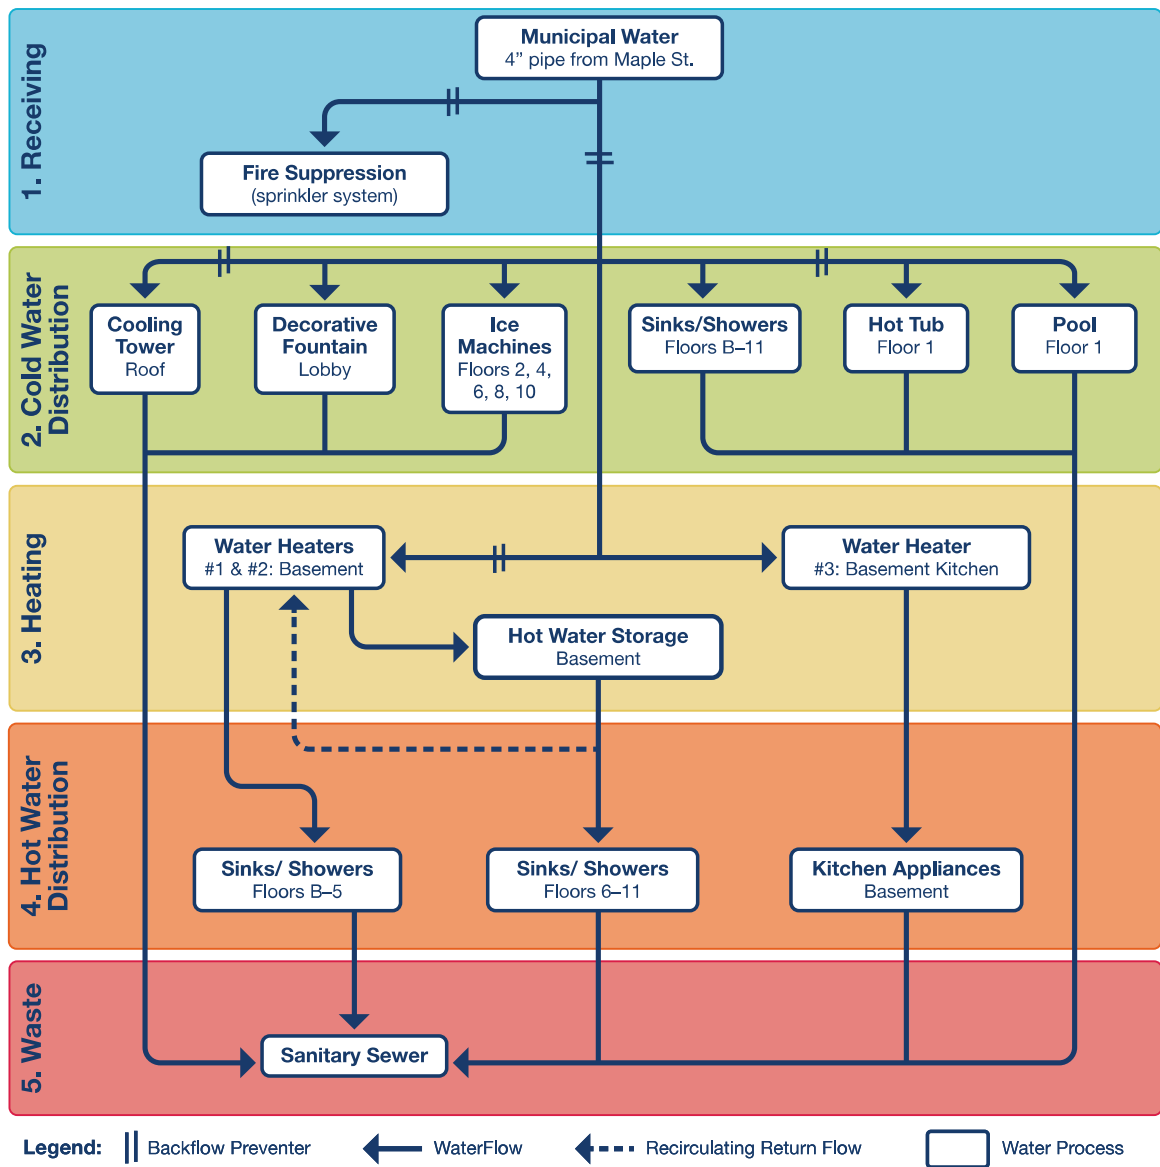 1. Receiving
Municipal Water
4” pipe from Maple St.
Fire Suppression
(sprinkler system)
2. Cold Water
Distribution
Cooling
Tower
Roof
Decorative
Fountain
Lobby
Ice
Machines
Floors 2, 4,
6, 8, 10
Sinks/Showers
Floors B–11
Hot Tub
Floor 1
Pool
Floor 1
3. Heating
Water Heaters
#1 & #2: Basement
Water Heater
#3: Basement Kitchen
Hot Water Storage
Basement
4. Hot Water
Distribution
Sinks/ Showers
Floors B–5
Sinks/ Showers
Floors 6–11
Kitchen Appliances
Basement
5. Waste
Sanitary Sewer
Legend: Backflow Preventer WaterFlow Recirculating Return Flow Water Process